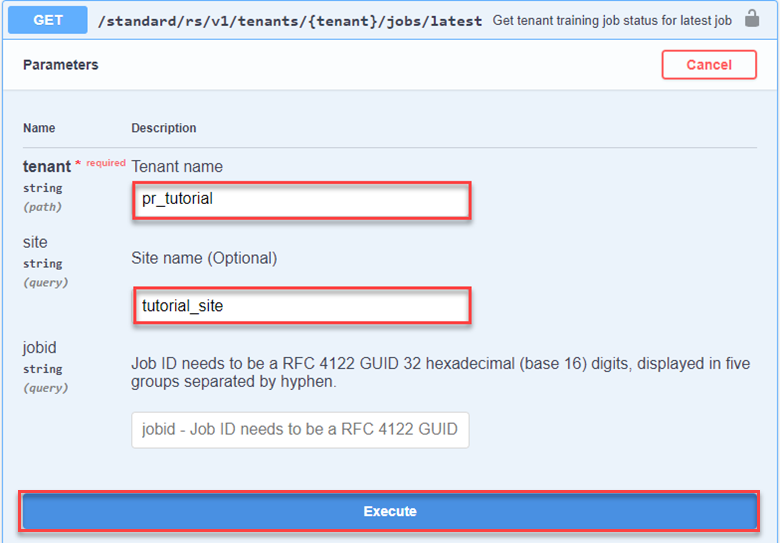 GET /standard/rs/v1/tenants/{tenant}/jobs/latest Get tenant training job status for latest job
Parameters Cancel
Name Description
tenant * required Tenant name
string
(path)
pr_tutorial
site
string
(query)
Site name (Optional)
tutorial_site
jobid
string
(query)
Job ID needs to be a RFC 4122 GUID 32 hexadecimal (base 16) digits, displayed in five
groups separated by hyphen.
jobid - Job ID needs to be a RFC 4122 GUID
Execute